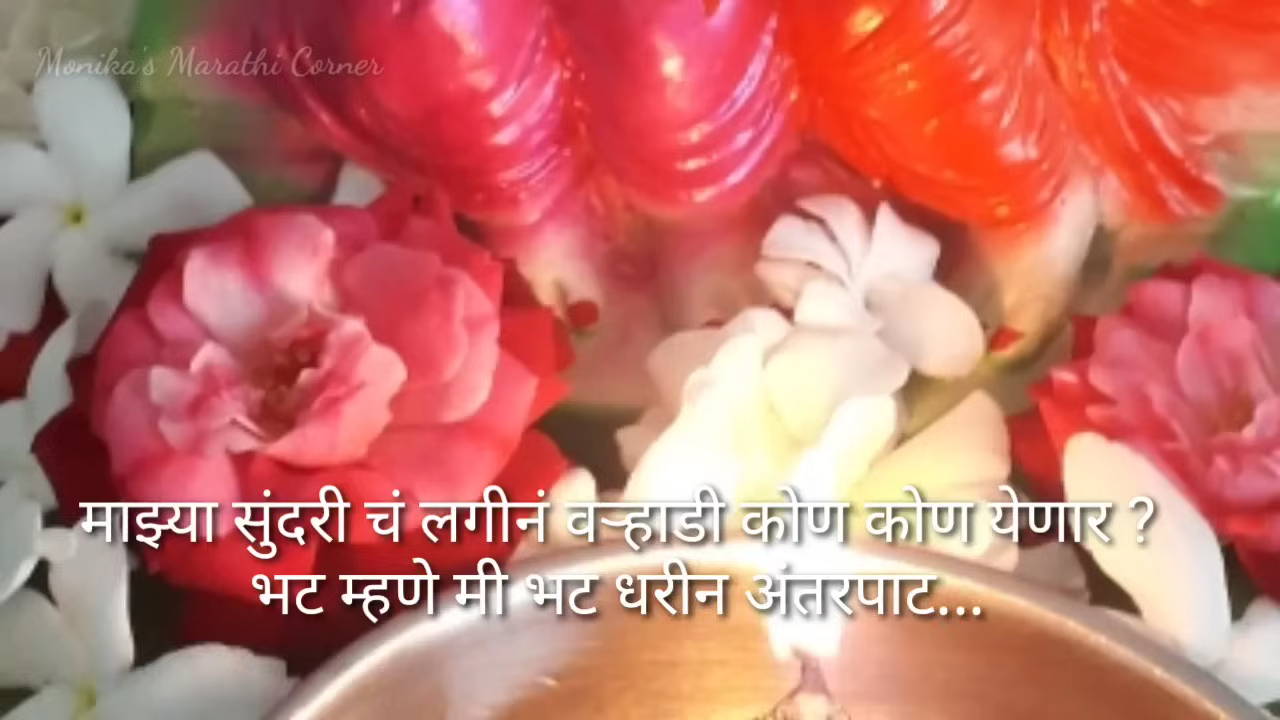 Monika's Marathi Corner
माझ्या सुंदरी चं लगीनं वऱ्हाडी कोण कोण येणार ?
भट म्हणे मी भट धरीन अंतरपाट...